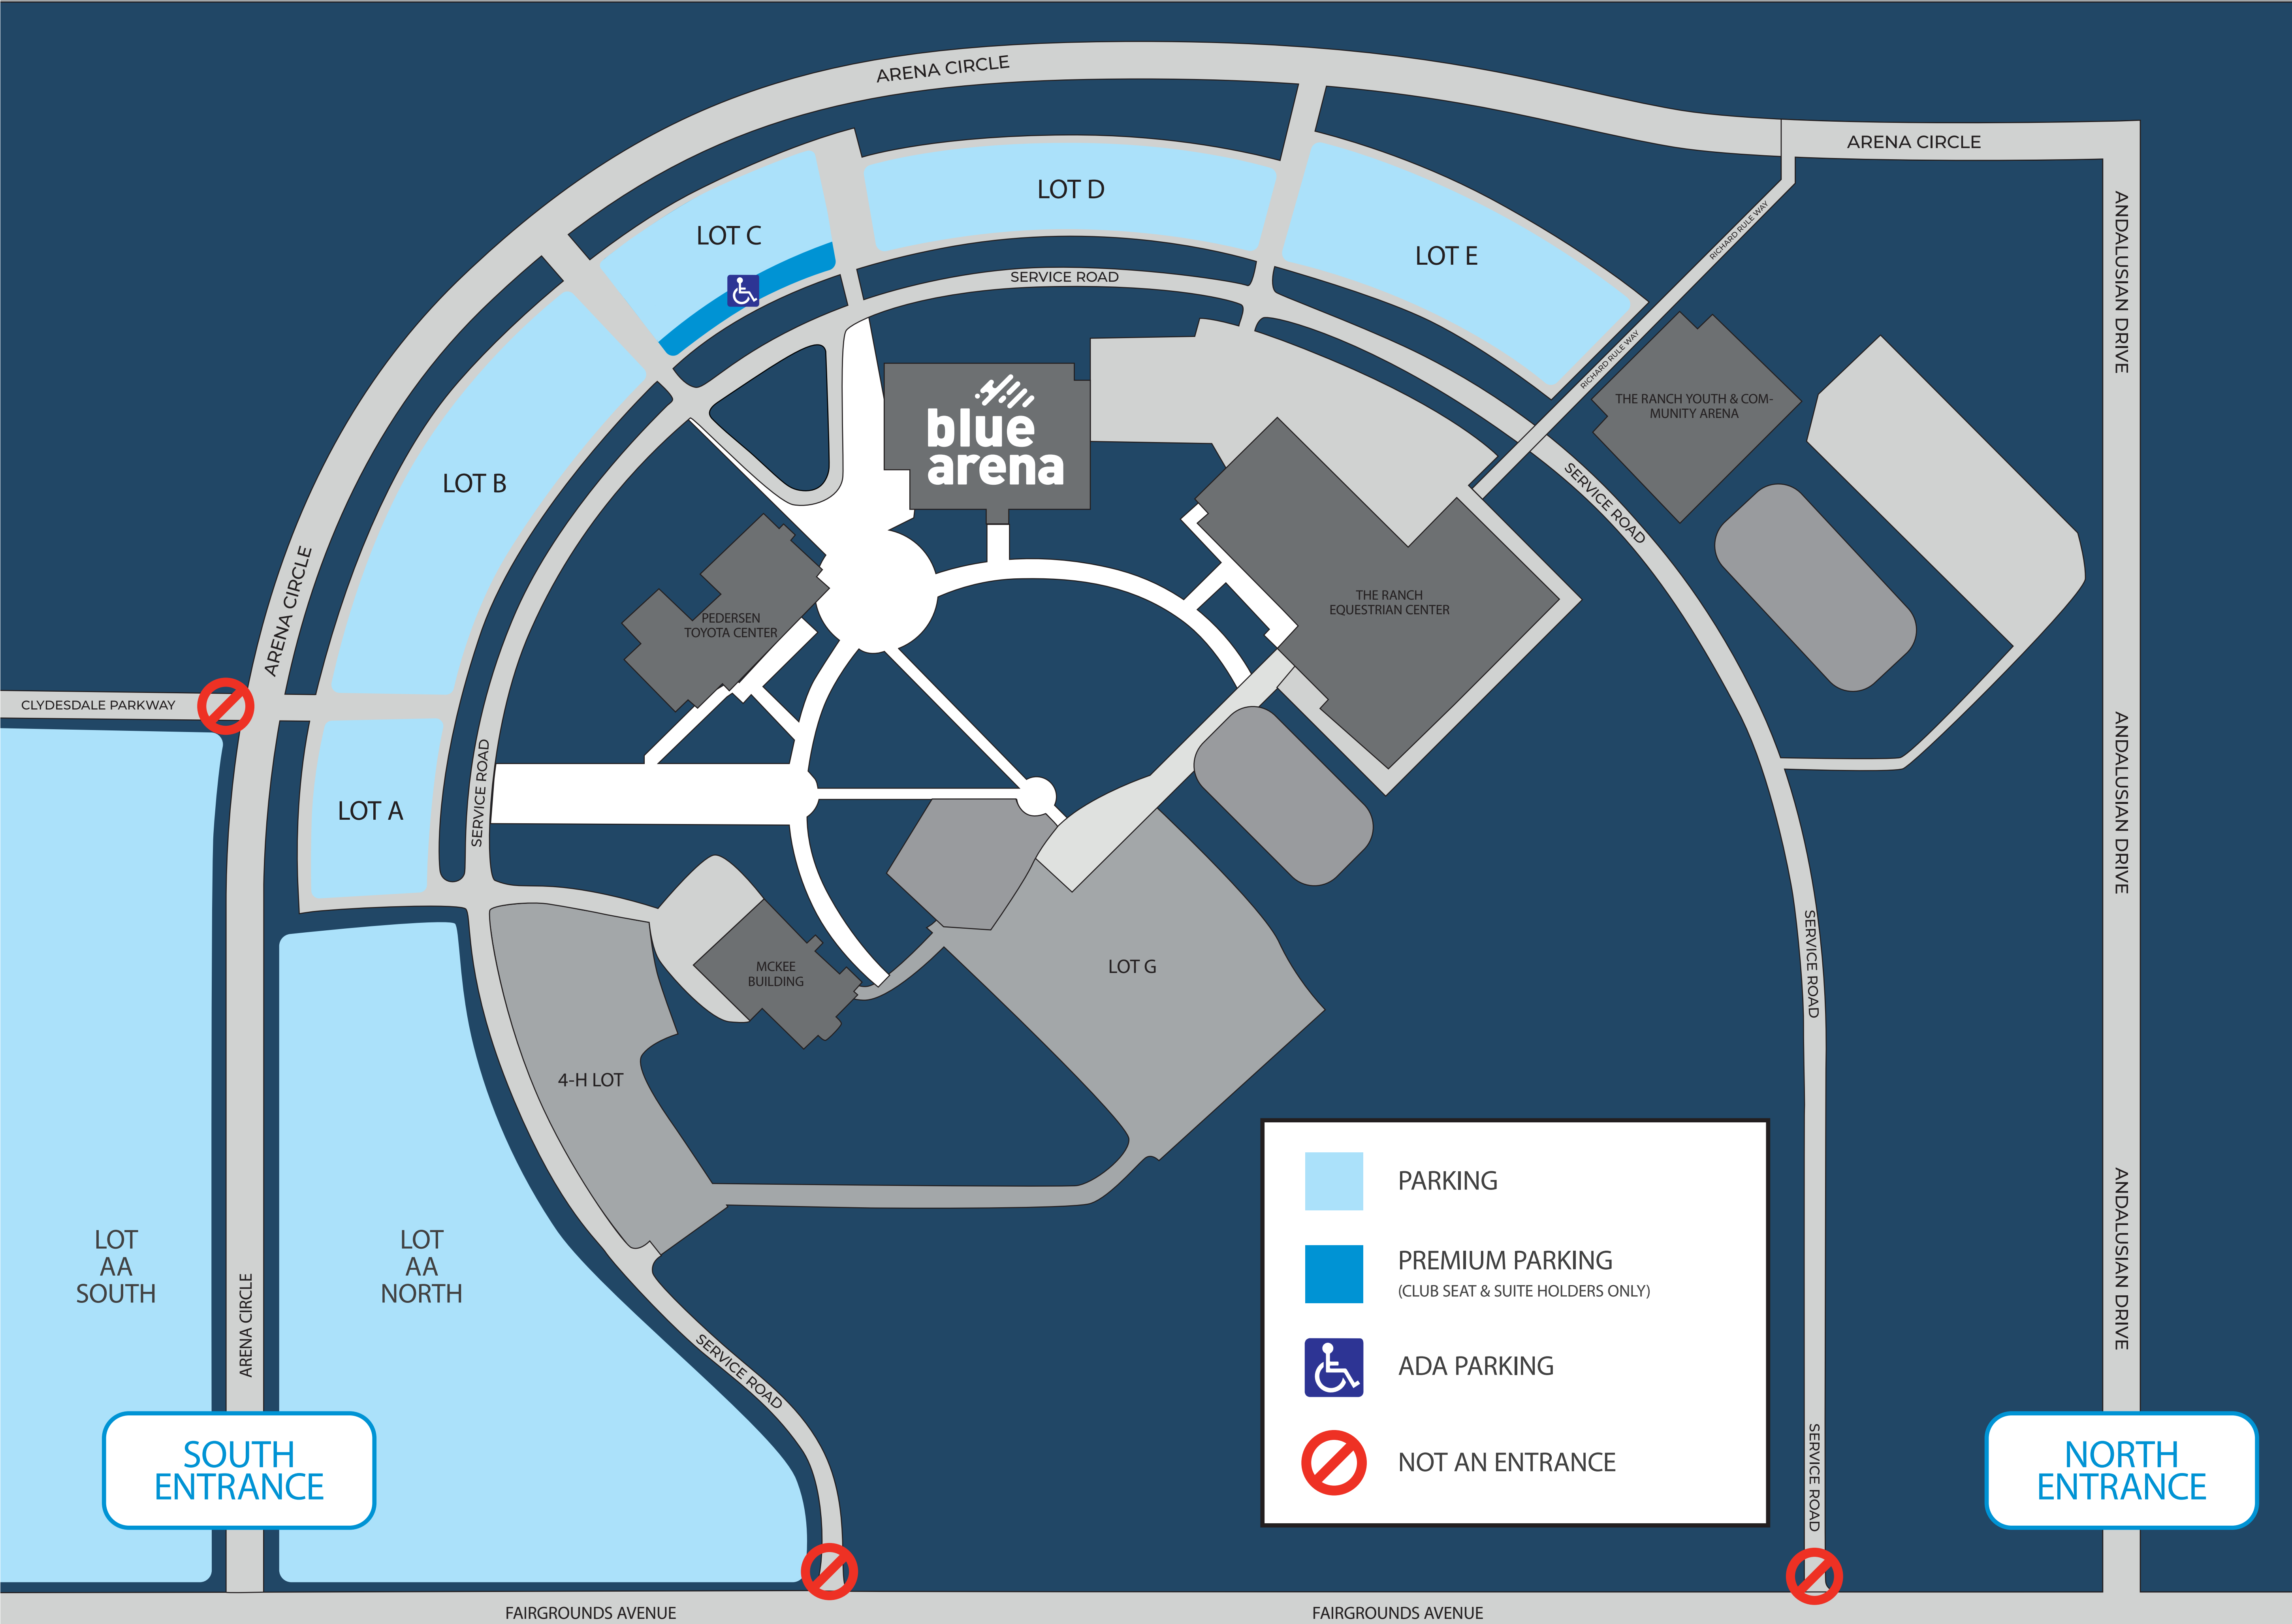 ARENA CIRCLE
ARENA CIRCLE
LOT D
LOT C
LOT E
SERVICE ROAD
RICHARD RULE WAY
RICHARD RULE WAY
ANDALUSIAN DRIVE
THE RANCH YOUTH & COM-
MUNITY ARENA
blue
arena
LOT B
SERVICE ROAD
ARENA CIRCLE
PEDERSEN
TOYOTA CENTER
THE RANCH
EQUESTRIAN CENTER
CLYDESDALE PARKWAY
LOT A
SERVICE ROAD
ANDALUSIAN DRIVE
MCKEE
BUILDING
LOT G
SERVICE ROAD
4-H LOT
LOT
AA
SOUTH
LOT
AA
NORTH
ARENA CIRCLE
SERVICE ROAD
ANDALUSIAN DRIVE
PARKING
PREMIUM PARKING
(CLUB SEAT & SUITE HOLDERS ONLY)
ADA PARKING
NOT AN ENTRANCE
SERVICE ROAD
SOUTH
ENTRANCE
NORTH
ENTRANCE
FAIRGROUNDS AVENUE
FAIRGROUNDS AVENUE